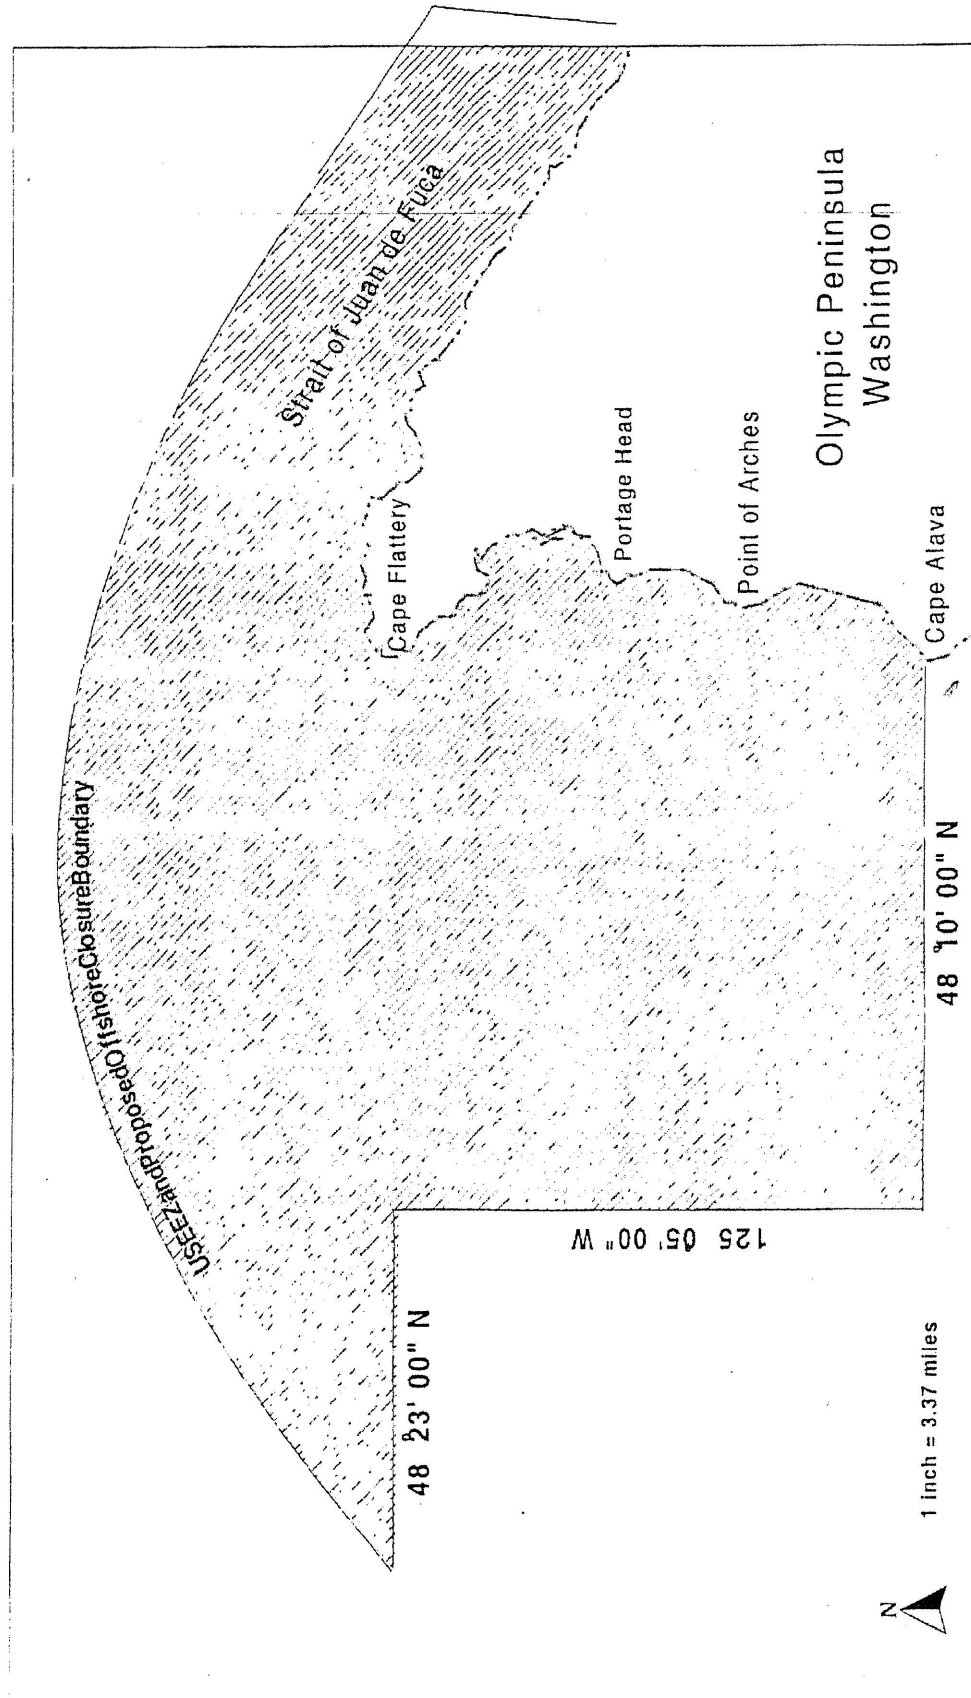 USEEZandProposedOffshoreClosureBoundary
Strait of Juan de Fuca
Cape Flattery
Portage Head
Point of Arches
Olympic Peninsula
Washington
Cape Alava
48° 23' 00" N
125° 05' 00" W
48° 10' 00" N
1 inch = 3.37 miles
N